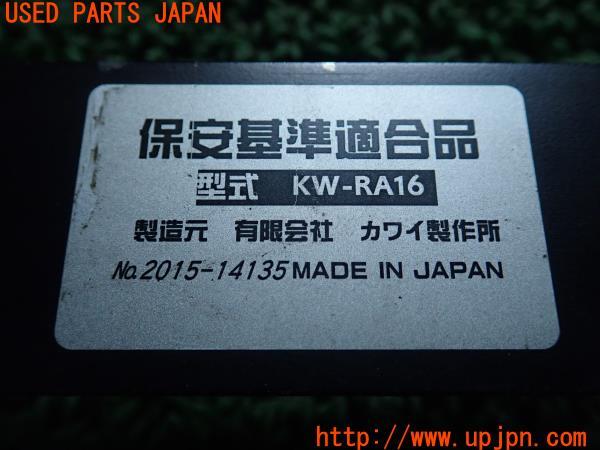 USED PARTS JAPAN
保安基準適合品
型式 KW-RA16
製造元 有限会社 カワイ製作所
No.2015-14135 MADE IN JAPAN
http://www.upjpn.com